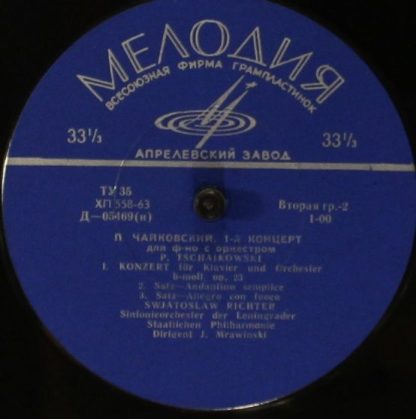 МЕЛОДИЯ
ВСЕСОЮЗНАЯ ФИРМА ГРАМПЛАСТИНОК
33⅓
33⅓
АПРЕЛЕВСКИЙ ЗАВОД
ТУ 35
ХП 558-63
Д—05469(п)
Вторая гр.-2
1-00
П. ЧАЙКОВСКИЙ. 1-й КОНЦЕРТ
для ф-но с оркестром
P. TSCHAIKOWSKI
1. KONZERT für Klavier und Orchester
b-moll, op. 23
2. Satz—Andantino semplice
3. Satz—Allegro con fuoco
SWJATOSLAW RICHTER
Sinfonieorchester der Leningrader
Staatlichen Philharmonie
Dirigent J. Mrawinski